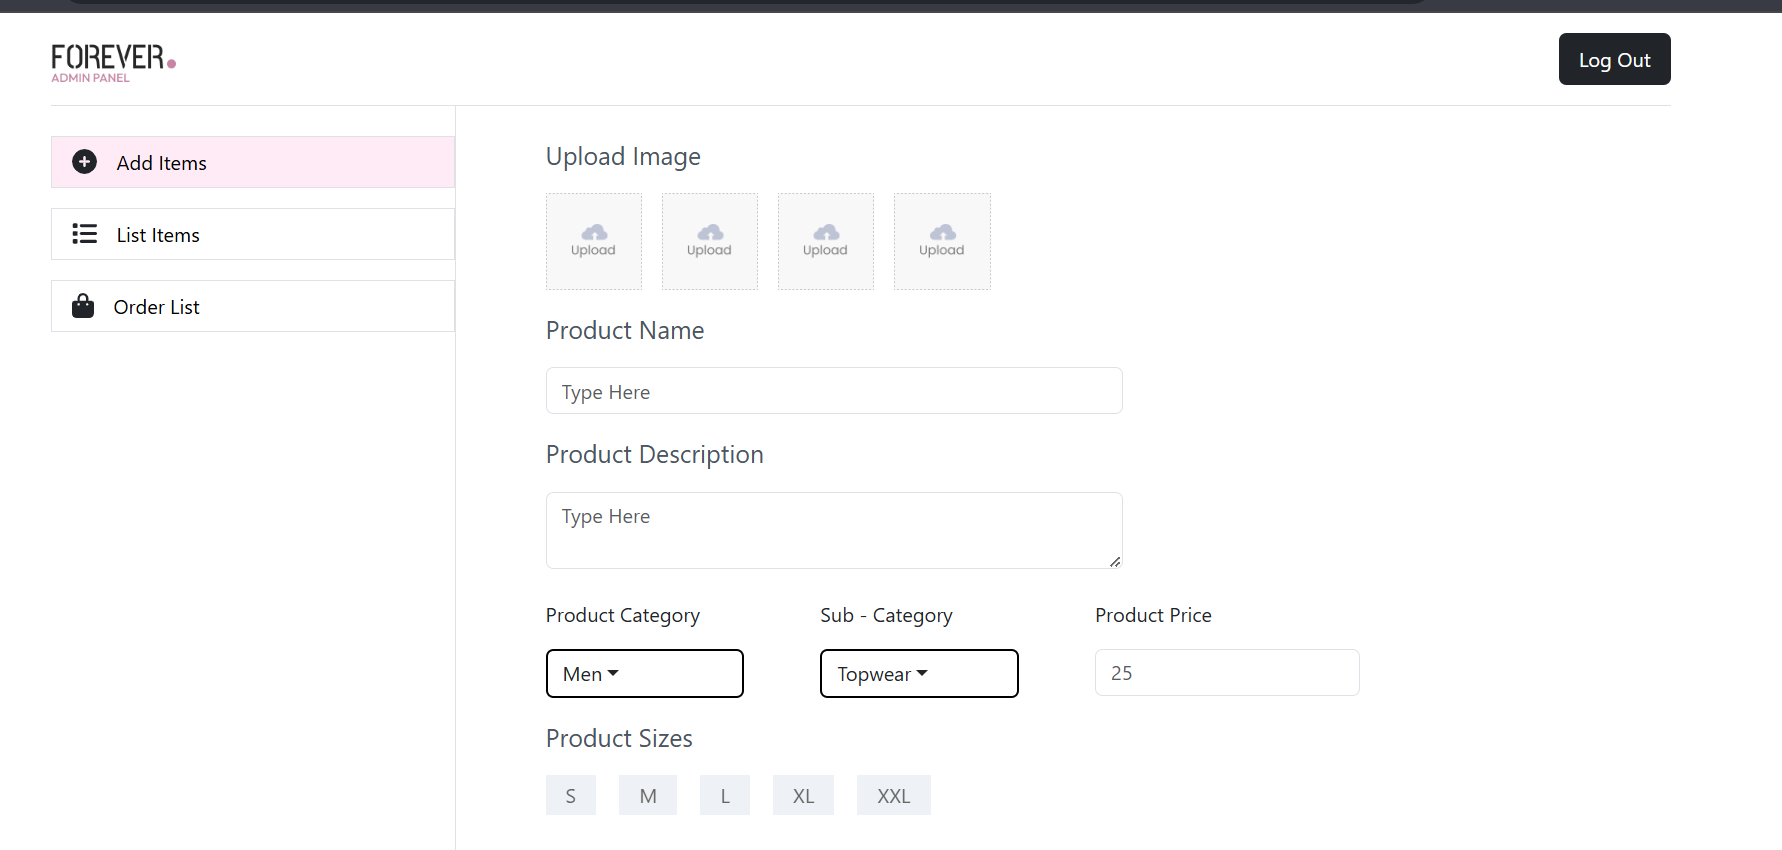 FOREVER.
ADMIN PANEL
Log Out
Add Items
List Items
Order List
Upload Image
Upload Upload Upload Upload
Product Name
Type Here
Product Description
Type Here
Product Category Sub - Category Product Price
Men Topwear 25
Product Sizes
S M L XL XXL